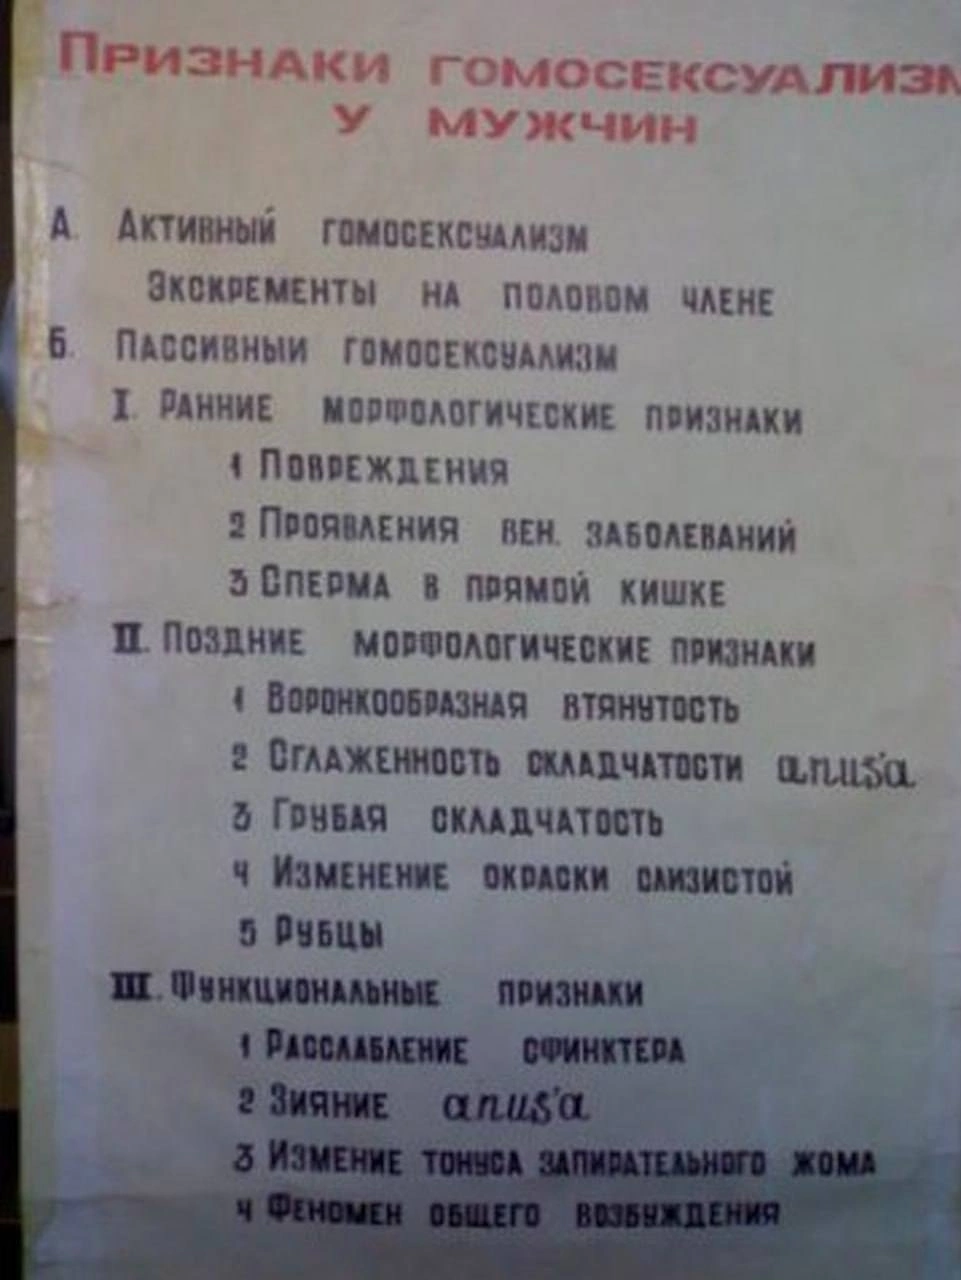 Признаки гомосексуализм
у мужчин
А. Активный гомосексуализм
Экскременты на половом члене
Б. Пассивный гомосексуализм
I. Ранние морфологические признаки
1 Повреждения
2 Проявления вен. заболеваний
3 Сперма в прямой кишке
II. Поздние морфологические признаки
1 Воронкообразная втянутость
2 Сглаженность складчатости anus'a
3 Грубая складчатость
4 Изменение окраски слизистой
5 Рубцы
III. Функциональные признаки
1 Расслабление сфинктера
2 Зияние anus'a
3 Измение тонуса запирательного жома
4 Феномен общего возбуждения